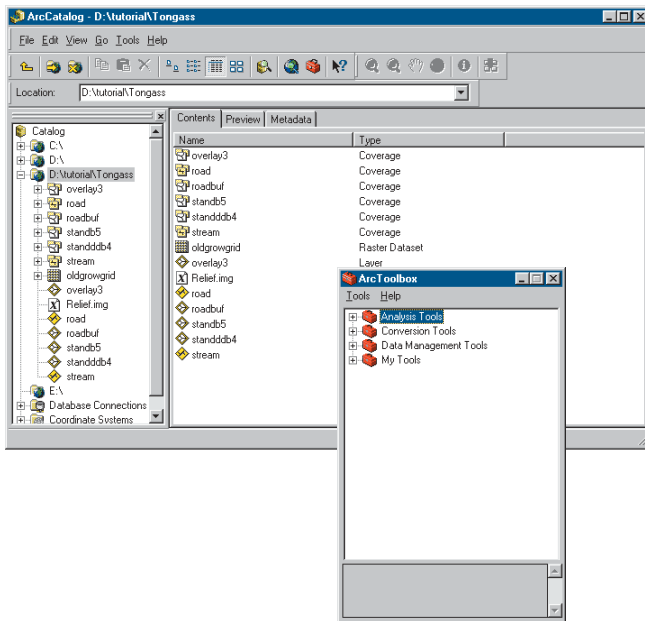 ArcCatalog - D:\tutorial\Tongass
File Edit View Go Tools Help
Location: D:\tutorial\Tongass
Catalog
C:\
D:\
D:\tutorial\Tongass
overlay3
road
roadbuf
standb5
standddb4
stream
oldgrowgrid
overlay3
Relief.img
road
roadbuf
standb5
standddb4
stream
E:\
Database Connections
Coordinate Systems
Contents Preview Metadata
Name Type
overlay3 Coverage
road Coverage
roadbuf Coverage
standb5 Coverage
standddb4 Coverage
stream Coverage
oldgrowgrid Raster Dataset
overlay3 Layer
Relief.img
road
roadbuf
standb5
standddb4
stream
ArcToolbox
Tools Help
Analysis Tools
Conversion Tools
Data Management Tools
My Tools